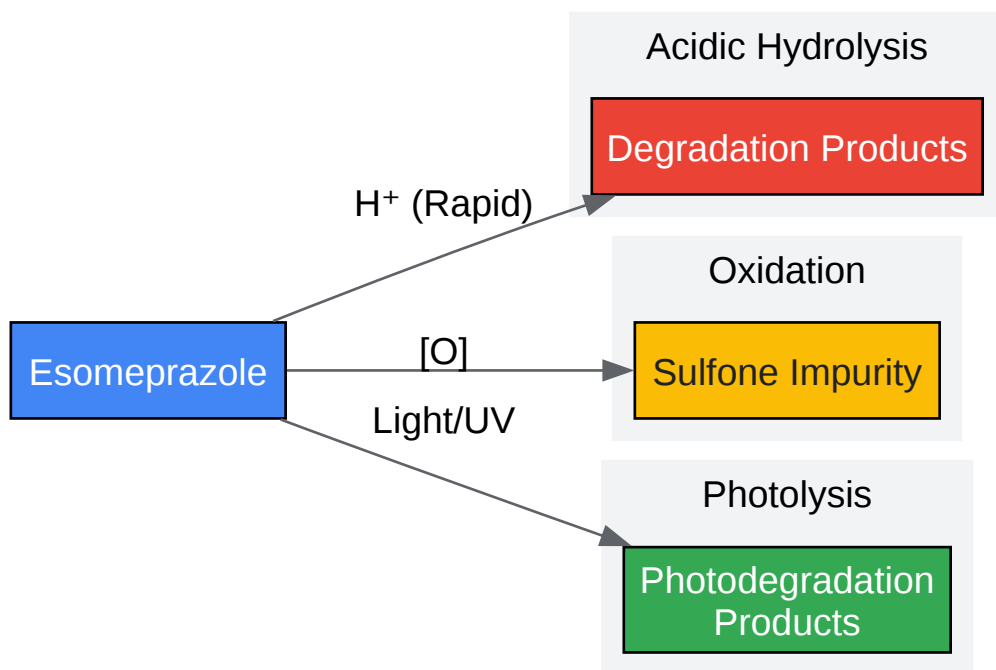 Acidic Hydrolysis
Degradation Products
H⁺ (Rapid)
Oxidation
Esomeprazole
[O]
Sulfone Impurity
Light/UV
Photolysis
Photodegradation
Products